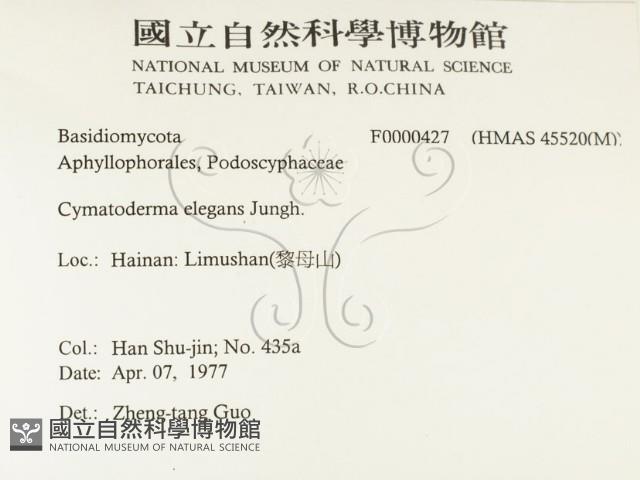 國立自然科學博物館
NATIONAL MUSEUM OF NATURAL SCIENCE
TAICHUNG, TAIWAN, R.O.CHINA
Basidiomycota F0000427 (HMAS 45520(M))
Aphyllophorales, Podoscyphaceae
Cymatoderma elegans Jungh.
Loc.: Hainan: Limushan(黎母山)
Col.: Han Shu-jin; No. 435a
Date: Apr. 07, 1977
Det.: Zheng-tang Guo
國立自然科學博物館
NATIONAL MUSEUM OF NATURAL SCIENCE